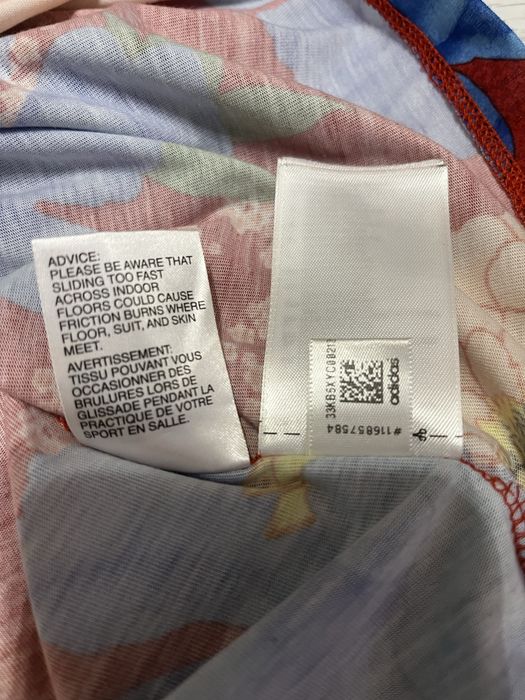 ADVICE:
PLEASE BE AWARE THAT
SLIDING TOO FAST
ACROSS INDOOR
FLOORS COULD CAUSE
FRICTION BURNS WHERE
FLOOR, SUIT, AND SKIN
MEET.
AVERTISSEMENT:
TISSU POUVANT VOUS
OCCASIONNER DES
BRULURES LORS DE
GLISSADE PENDANT LA
PRACTIQUE DE VOTRE
SPORT EN SALLE.
33KB5XYC0B21
adidas
#116857584